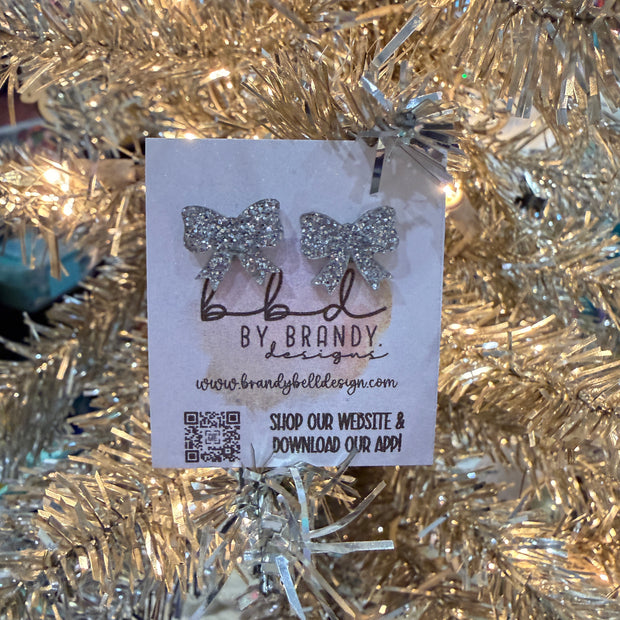 bbd
BY BRANDY.
designs
www.brandybelldesign.com
SHOP OUR WEBSITE &
DOWNLOAD OUR APP!